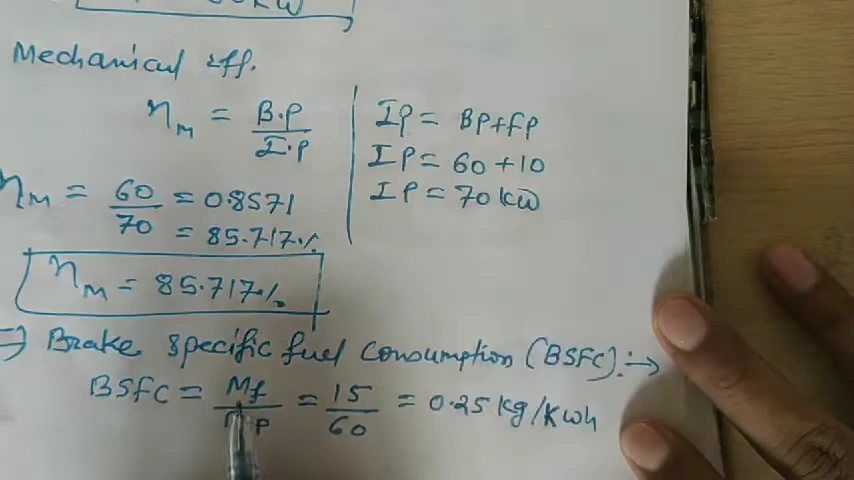 Mechanical eff.
ηm = B.P / I.P
IP = BP+FP
IP = 60+10
IP = 70 kW
ηm = 60/70 = 0.8571
= 85.717%
ηm = 85.717%
⇒ Brake specific fuel Consumption (BSFC) :→
BSFC = Mf / BP = 15/60 = 0.25 kg/kwh